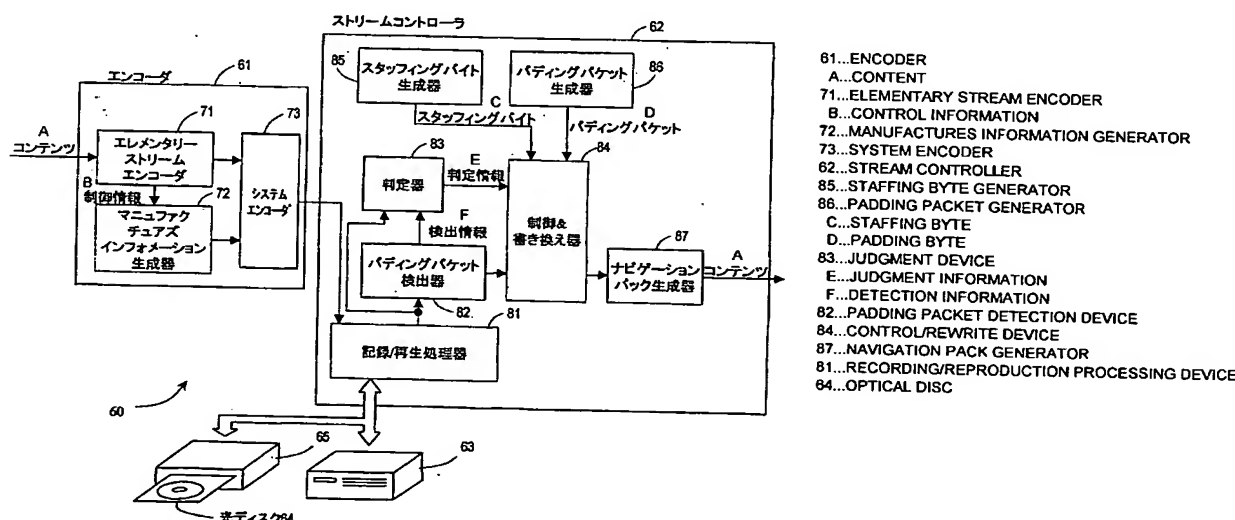 ストリームコントローラ
62
85
スタッフィングバイト
生成器
パディングパケット
生成器
86
エンコーダ
61
C
スタッフィングバイト
D
パディングパケット
A
コンテンツ
71
エレメンタリー
ストリーム
エンコーダ
73
システム
エンコーダ
B
制御情報
72
マニュファク
チュアズ
インフォメーション
生成器
83
判定器
E
判定情報
84
制御&
書き換え器
F
検出情報
パディングパケット
検出器
82
87
ナビゲーション
パック生成器
A
コンテンツ
81
記録/再生処理器
60
65
63
光ディスク64
61...ENCODER
A...CONTENT
71...ELEMENTARY STREAM ENCODER
B...CONTROL INFORMATION
72...MANUFACTURES INFORMATION GENERATOR
73...SYSTEM ENCODER
62...STREAM CONTROLLER
85...STAFFING BYTE GENERATOR
86...PADDING PACKET GENERATOR
C...STAFFING BYTE
D...PADDING BYTE
83...JUDGMENT DEVICE
E...JUDGMENT INFORMATION
F...DETECTION INFORMATION
82...PADDING PACKET DETECTION DEVICE
84...CONTROL/REWRITE DEVICE
87...NAVIGATION PACK GENERATOR
81...RECORDING/REPRODUCTION PROCESSING DEVICE
64...OPTICAL DISC